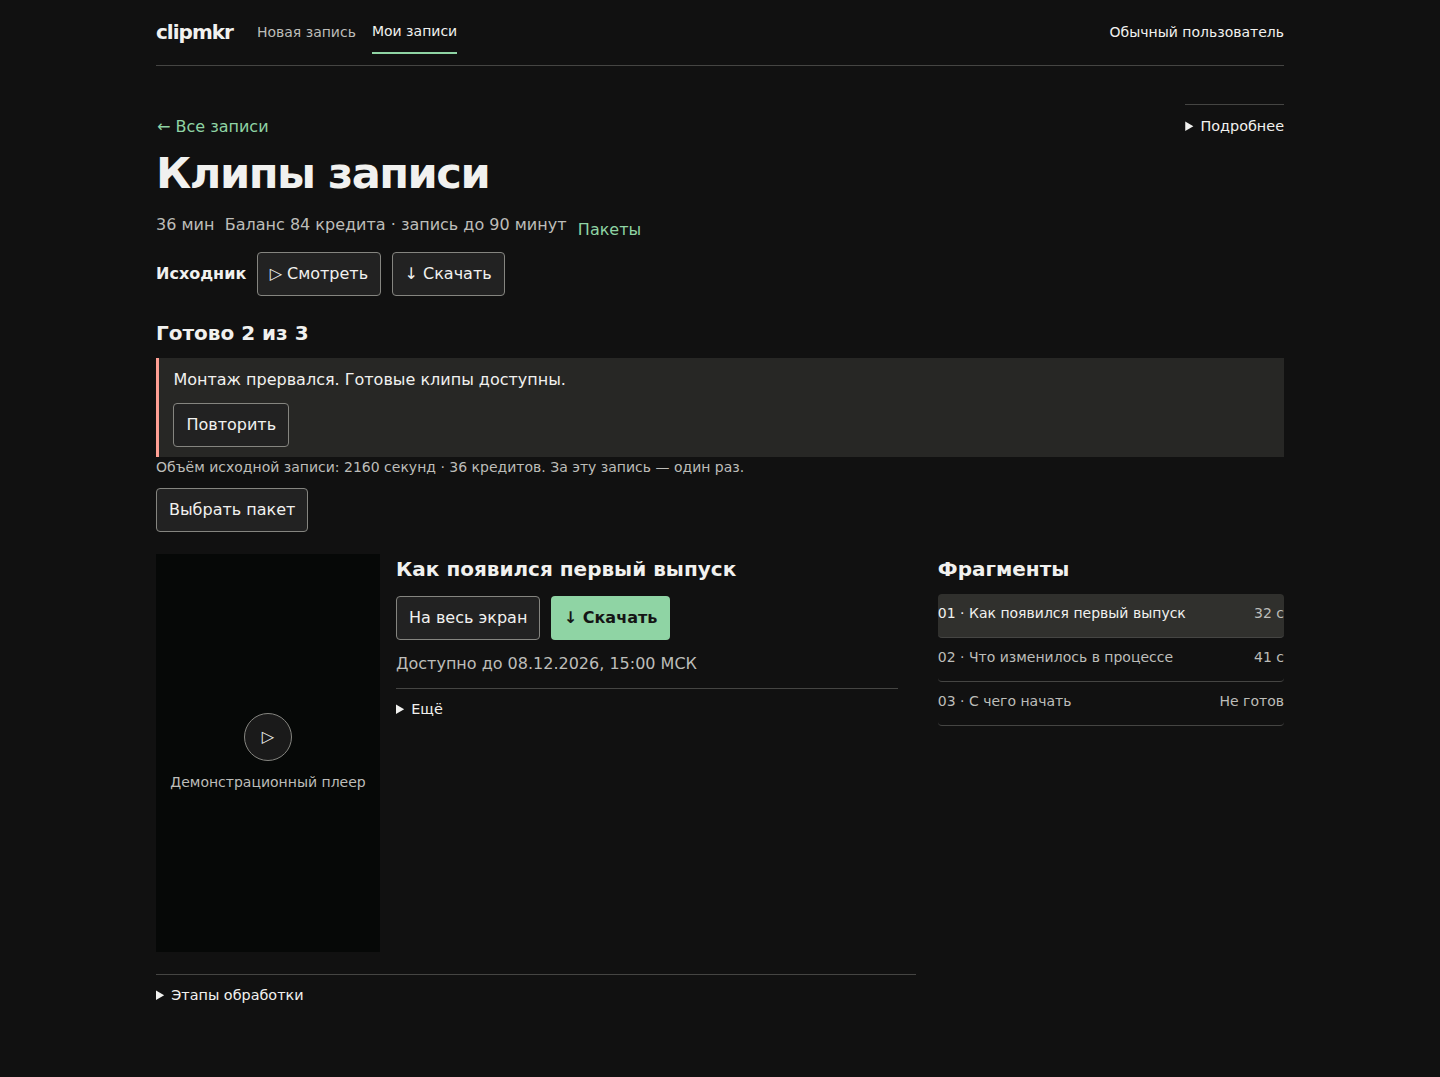 clipmkr Новая запись Мои записи Обычный пользователь
← Все записи
▶ Подробнее
Клипы записи
36 мин Баланс 84 кредита · запись до 90 минут Пакеты
Исходник ▷ Смотреть ↓ Скачать
Готово 2 из 3
Монтаж прервался. Готовые клипы доступны.
Повторить
Объём исходной записи: 2160 секунд · 36 кредитов. За эту запись — один раз.
Выбрать пакет
▷
Демонстрационный плеер
Как появился первый выпуск
На весь экран ↓ Скачать
Доступно до 08.12.2026, 15:00 МСК
▶ Ещё
Фрагменты
01 · Как появился первый выпуск 32 с
02 · Что изменилось в процессе 41 с
03 · С чего начать Не готов
▶ Этапы обработки